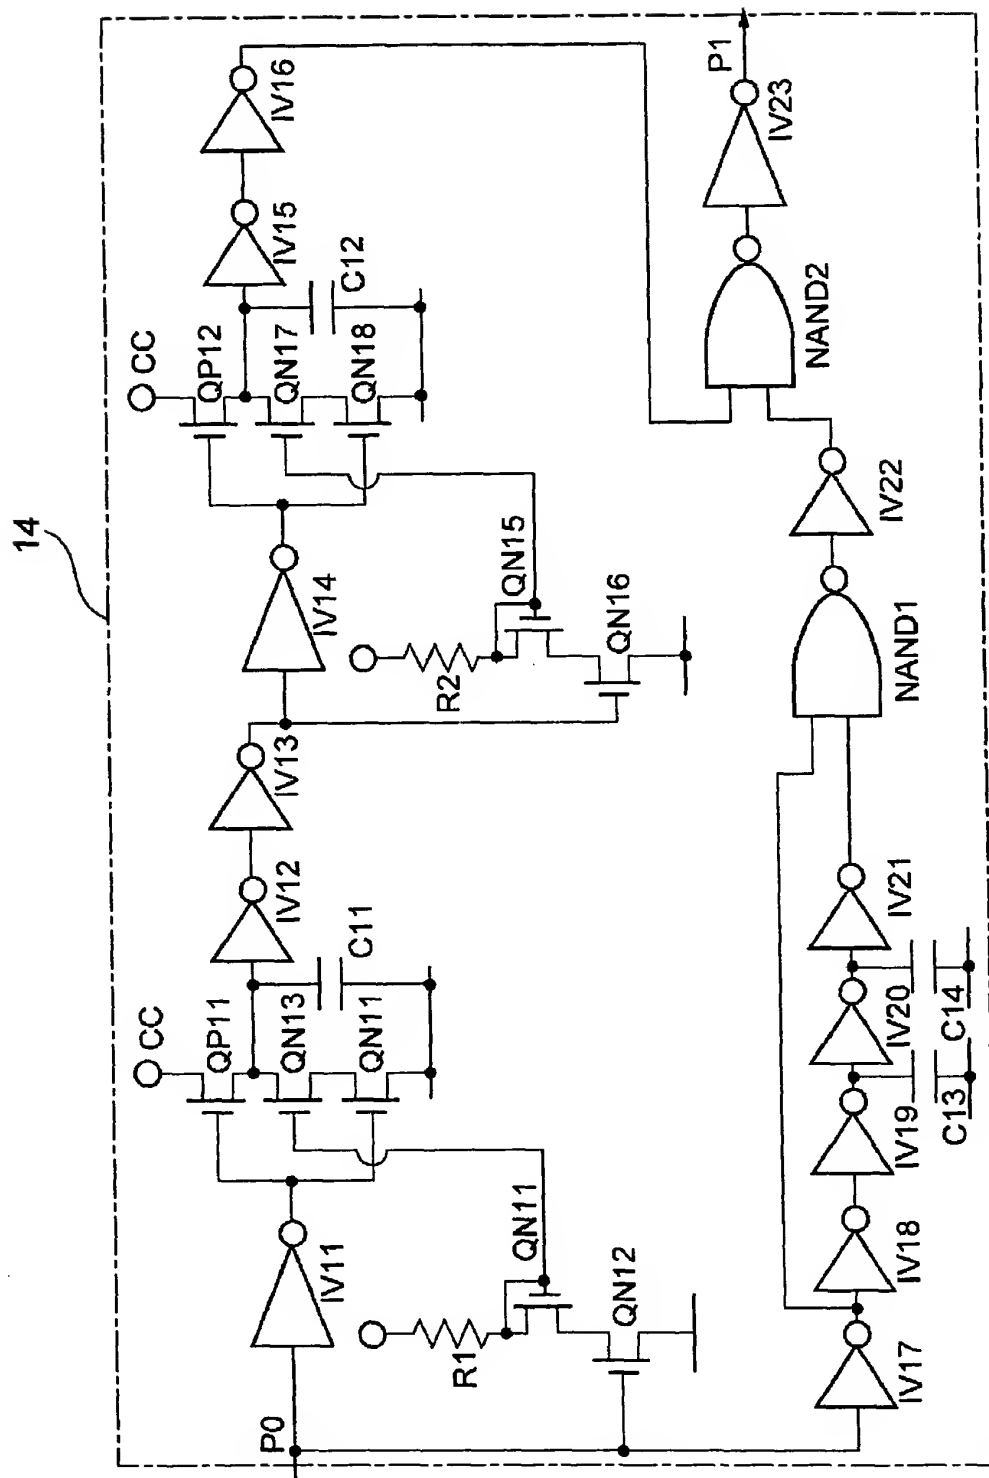 14
P0
IV11
R1
QN11
QN12
CC
QP11
QN13
QN11
C11
IV12
IV13
IV14
R2
QN15
QN16
CC
QP12
QN17
QN18
C12
IV15
IV16
IV17
IV18
IV19
C13
IV20
C14
IV21
NAND1
IV22
NAND2
IV23
P1